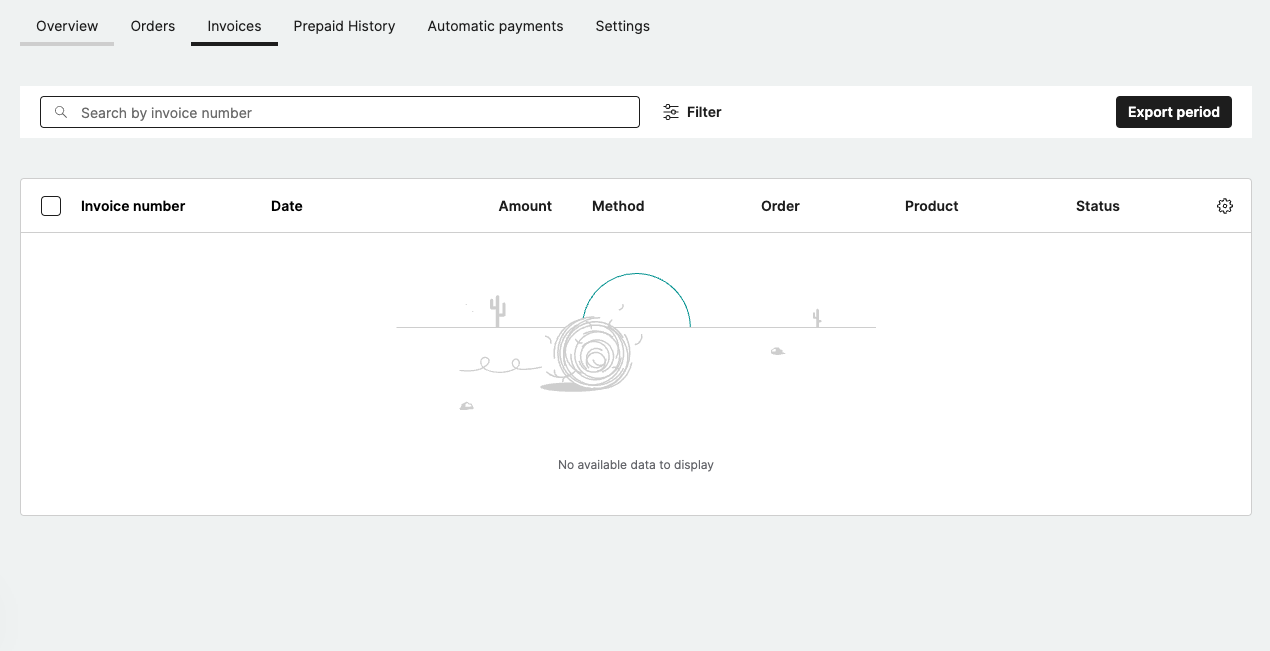 Overview Orders Invoices Prepaid History Automatic payments Settings
Search by invoice number Filter Export period
Invoice number Date Amount Method Order Product Status
No available data to display